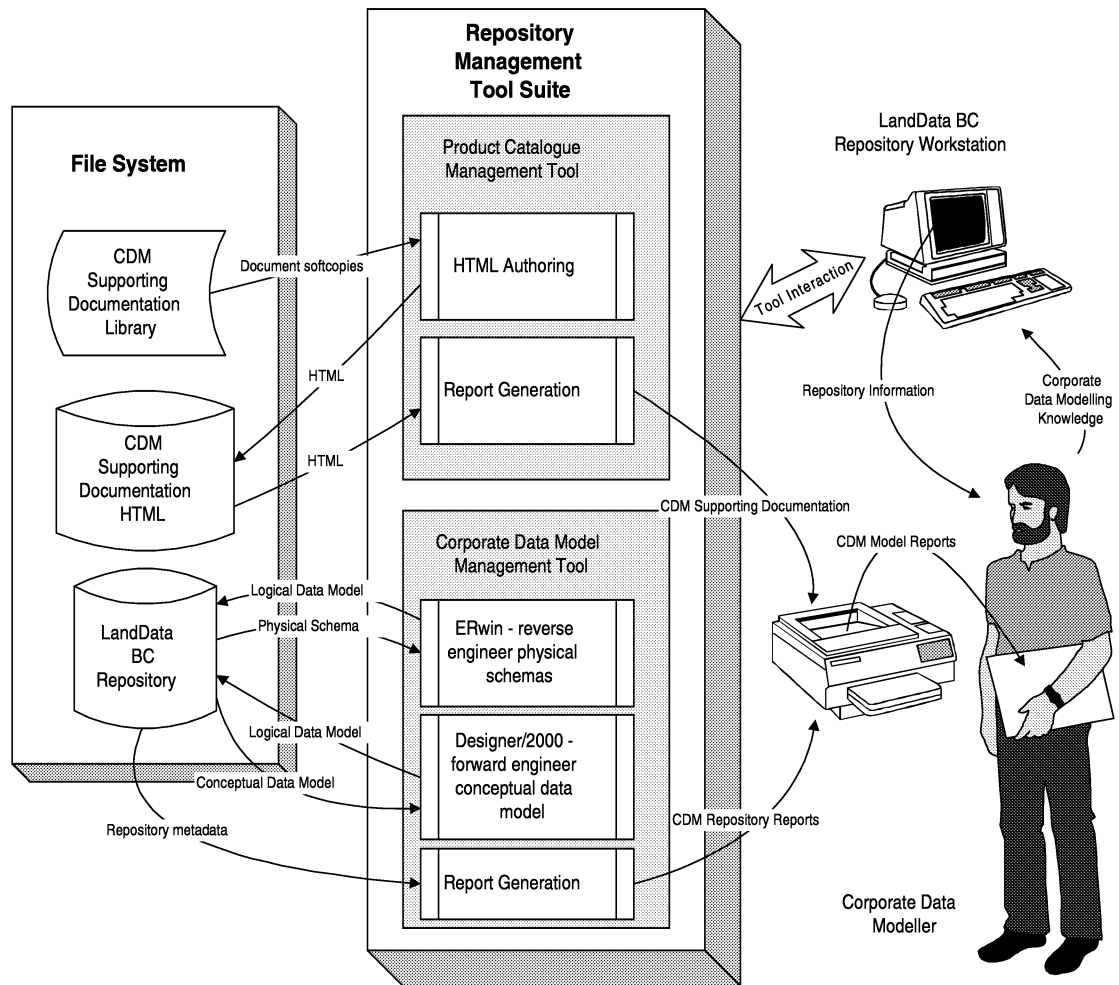 Repository
Management
Tool Suite
File System
CDM
Supporting
Documentation
Library
CDM
Supporting
Documentation
HTML
LandData
BC
Repository
Document softcopies
HTML
HTML
Logical Data Model
Physical Schema
Logical Data Model
Conceptual Data Model
Repository metadata
Product Catalogue
Management Tool
HTML Authoring
Report Generation
Corporate Data Model
Management Tool
ERwin - reverse
engineer physical
schemas
Designer/2000 -
forward engineer
conceptual data
model
Report Generation
LandData BC
Repository Workstation
Tool Interaction
Repository Information
Corporate
Data Modelling
Knowledge
CDM Supporting Documentation
CDM Model Reports
CDM Repository Reports
Corporate Data
Modeller